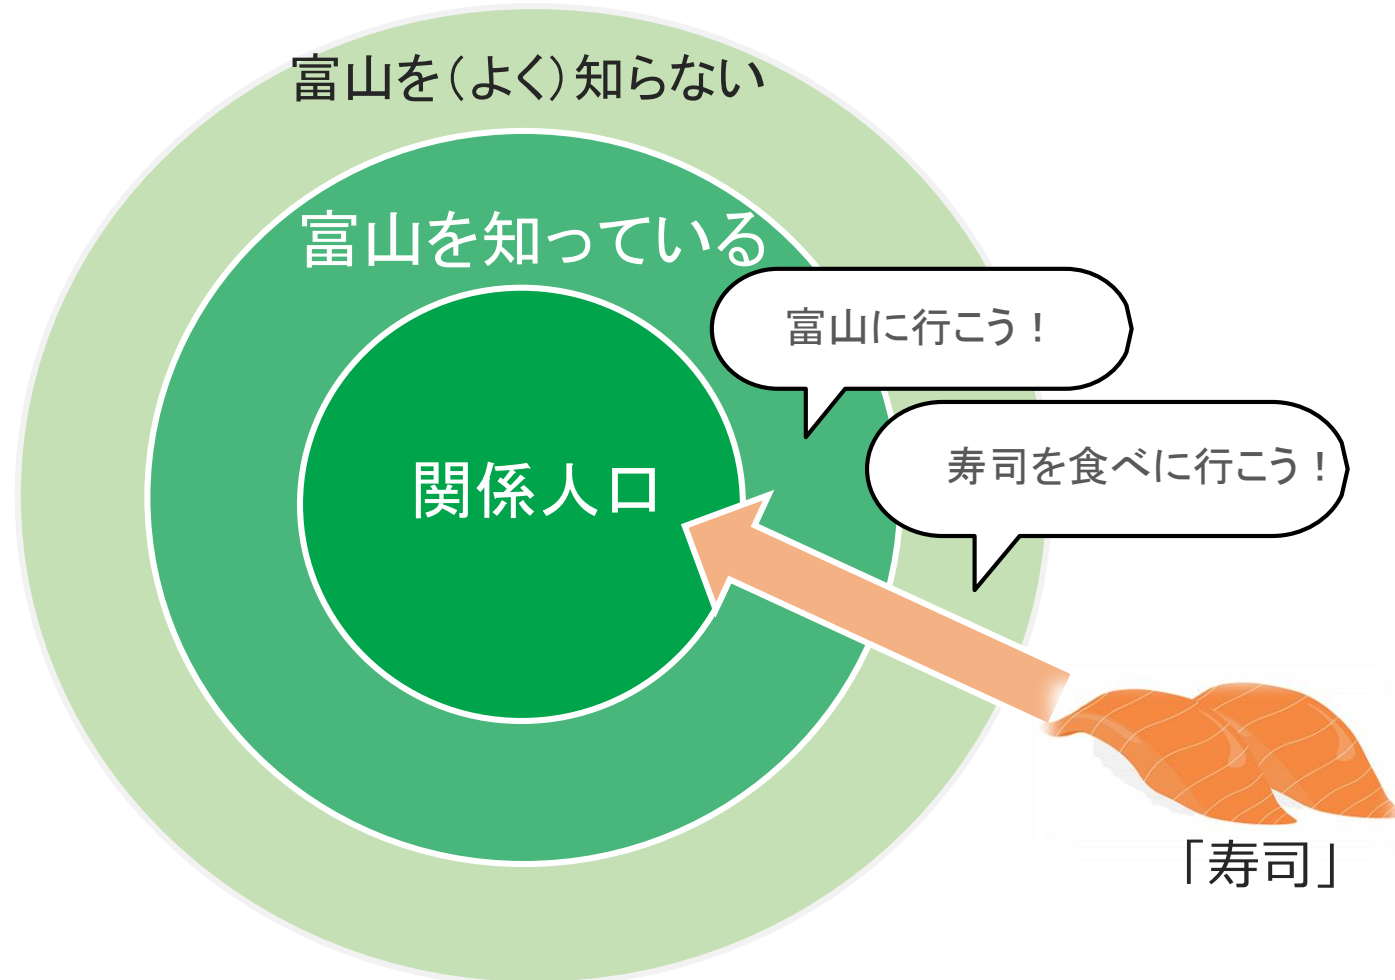 富山を（よく）知らない
富山を知っている
富山に行こう！
寿司を食べに行こう！
関係人口
「寿司」